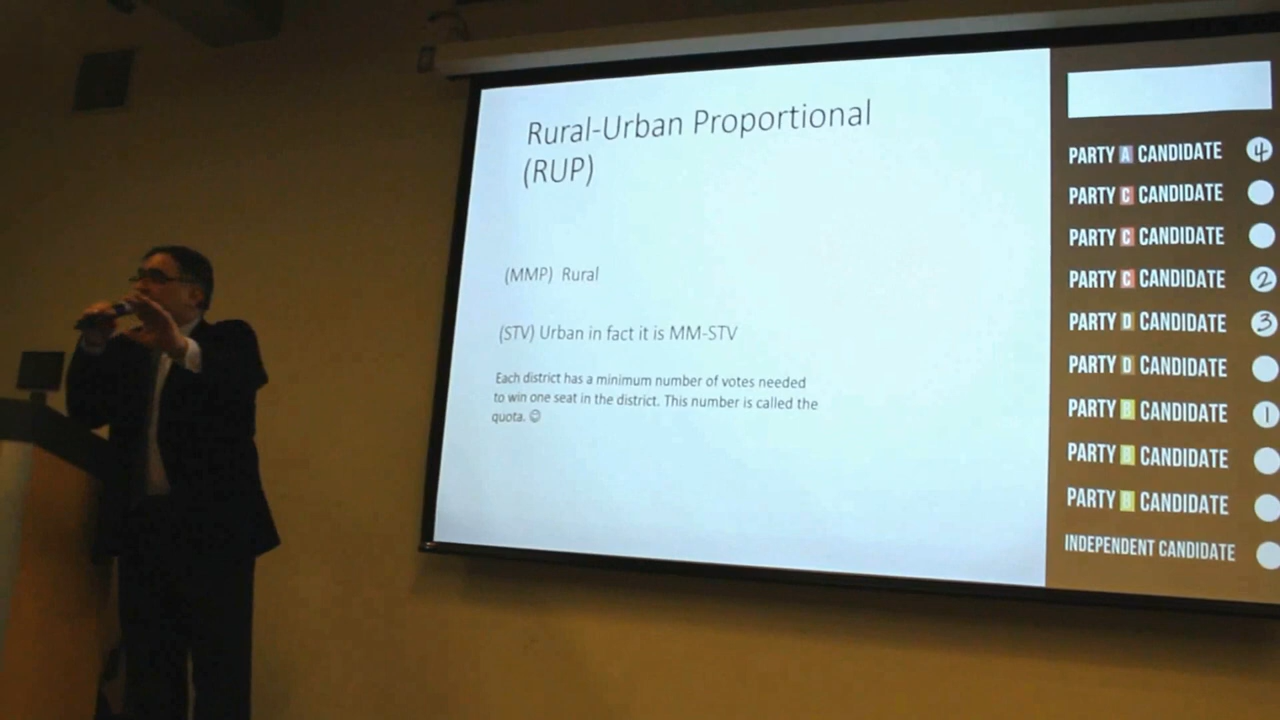 Rural-Urban Proportional
(RUP)
(MMP) Rural
(STV) Urban in fact it is MM-STV
Each district has a minimum number of votes needed
to win one seat in the district. This number is called the
quota. ☺
PARTY A CANDIDATE 4
PARTY C CANDIDATE
PARTY C CANDIDATE
PARTY C CANDIDATE 2
PARTY D CANDIDATE 3
PARTY D CANDIDATE
PARTY B CANDIDATE 1
PARTY B CANDIDATE
PARTY B CANDIDATE
INDEPENDENT CANDIDATE